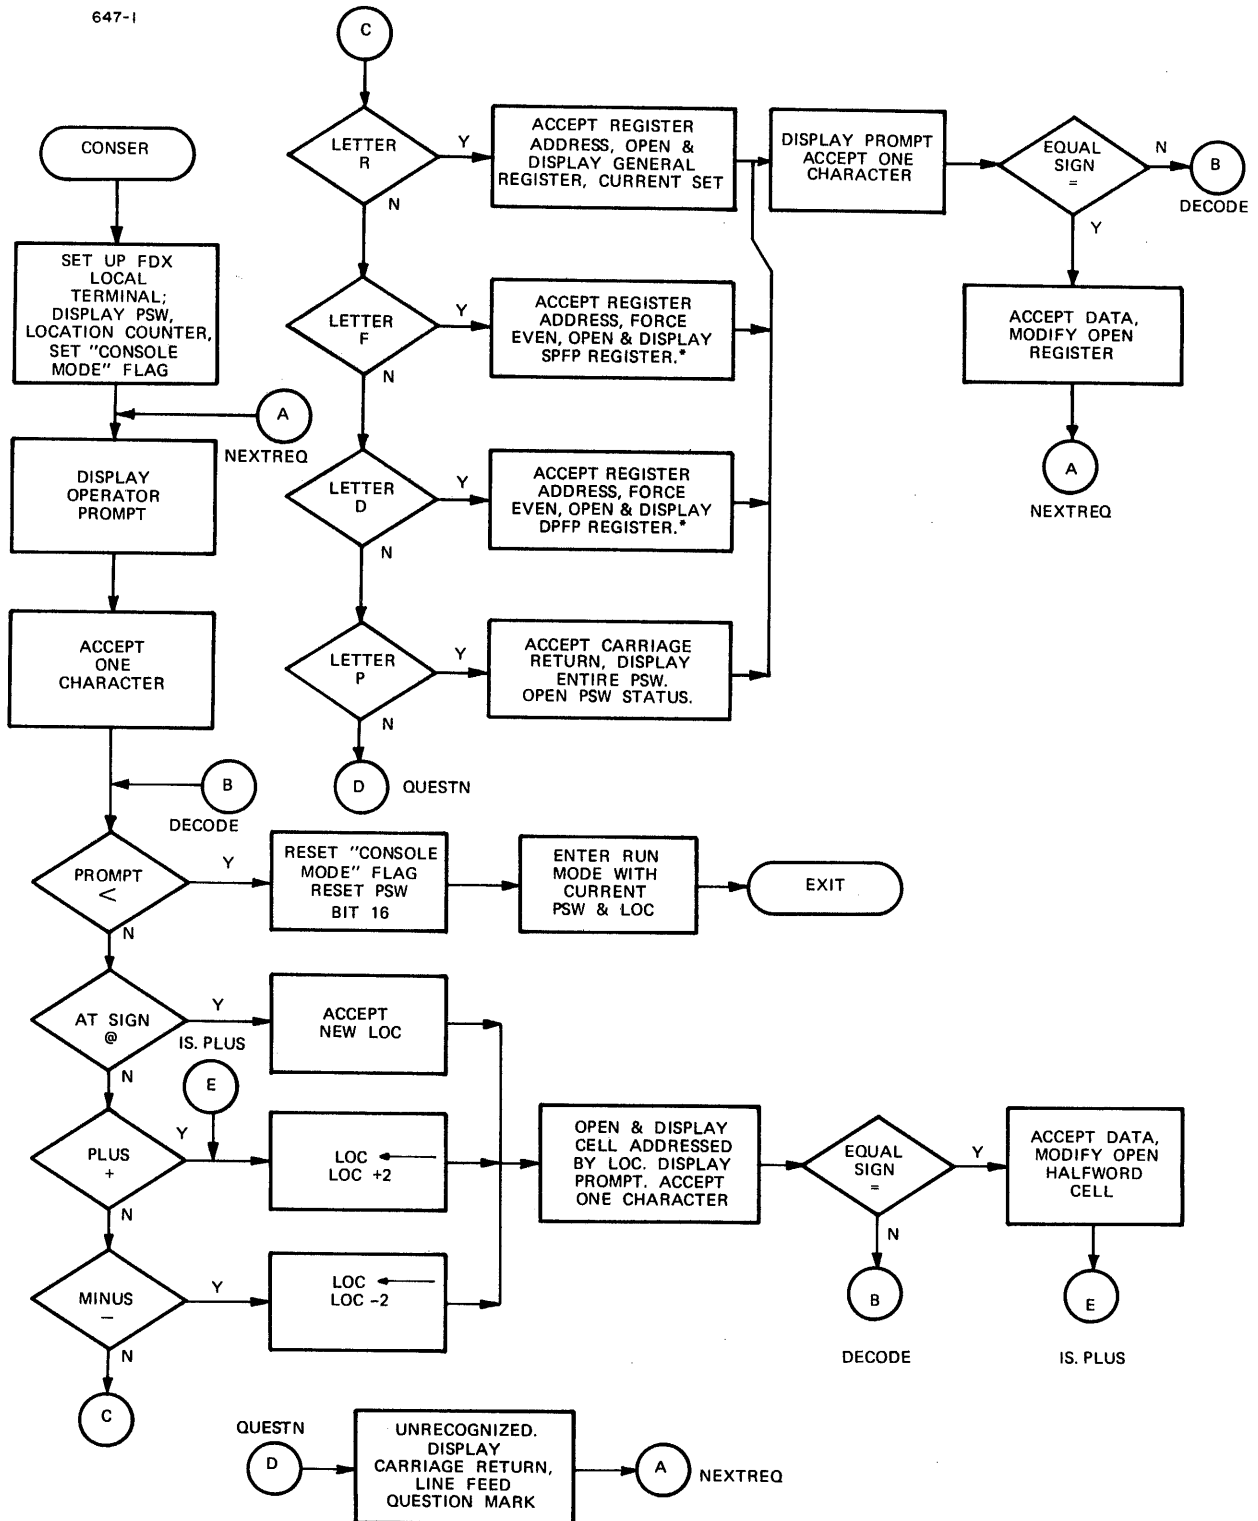 647-1
CONSER
SET UP FDX
LOCAL
TERMINAL;
DISPLAY PSW,
LOCATION COUNTER,
SET "CONSOLE
MODE" FLAG
A
NEXTREQ
DISPLAY
OPERATOR
PROMPT
ACCEPT
ONE
CHARACTER
B
DECODE
PROMPT
<
Y
N
RESET "CONSOLE
MODE" FLAG
RESET PSW
BIT 16
ENTER RUN
MODE WITH
CURRENT
PSW & LOC
EXIT
AT SIGN
@
Y
N
ACCEPT
NEW LOC
IS. PLUS
E
PLUS
+
Y
N
LOC ←
LOC +2
MINUS
–
Y
N
LOC ←
LOC –2
C
OPEN & DISPLAY
CELL ADDRESSED
BY LOC. DISPLAY
PROMPT. ACCEPT
ONE CHARACTER
EQUAL
SIGN
=
Y
N
B
DECODE
ACCEPT DATA,
MODIFY OPEN
HALFWORD
CELL
E
IS. PLUS
C
LETTER
R
Y
N
ACCEPT REGISTER
ADDRESS, OPEN &
DISPLAY GENERAL
REGISTER, CURRENT SET
LETTER
F
Y
N
ACCEPT REGISTER
ADDRESS, FORCE
EVEN, OPEN & DISPLAY
SPFP REGISTER.*
LETTER
D
Y
N
ACCEPT REGISTER
ADDRESS, FORCE
EVEN, OPEN & DISPLAY
DPFP REGISTER.*
LETTER
P
Y
N
ACCEPT CARRIAGE
RETURN, DISPLAY
ENTIRE PSW.
OPEN PSW STATUS.
D
QUESTN
DISPLAY PROMPT
ACCEPT ONE
CHARACTER
EQUAL
SIGN
=
N
Y
B
DECODE
ACCEPT DATA,
MODIFY OPEN
REGISTER
A
NEXTREQ
QUESTN
D
UNRECOGNIZED.
DISPLAY
CARRIAGE RETURN,
LINE FEED
QUESTION MARK
A
NEXTREQ